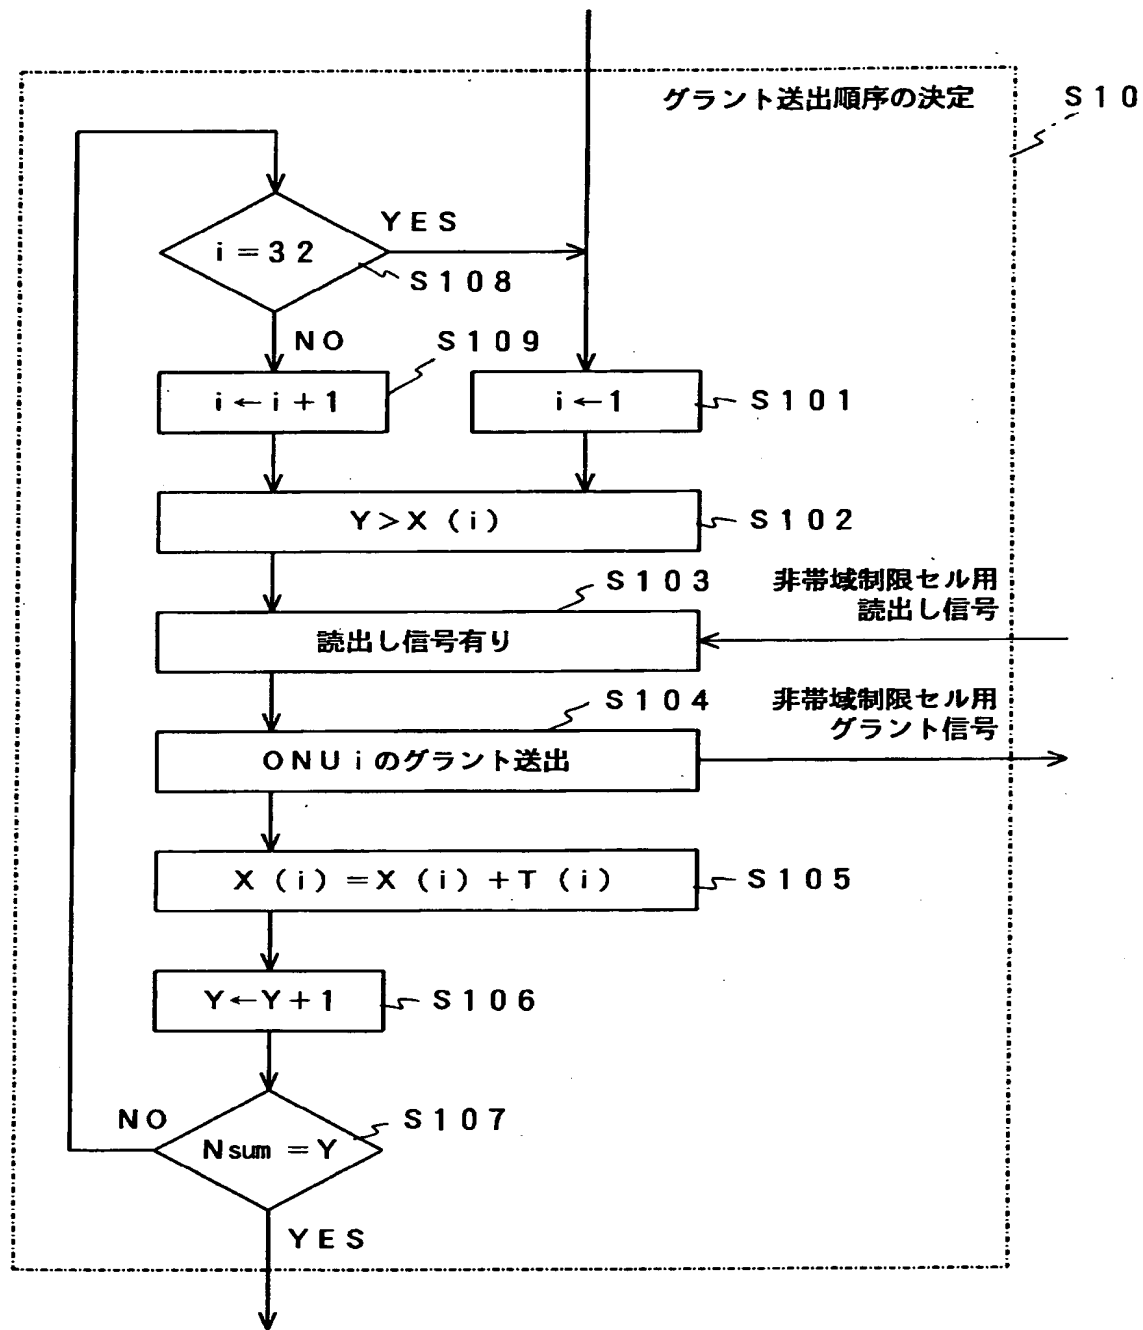 グラント送出順序の決定
S10
YES
i=32
S108
NO
S109
i←i+1
i←1
S101
Y>X(i)
S102
S103
非帯域制限セル用
読出し信号
読出し信号有り
S104
非帯域制限セル用
グラント信号
ONUiのグラント送出
X(i)=X(i)+T(i)
S105
Y←Y+1
S106
NO
S107
Nsum=Y
YES